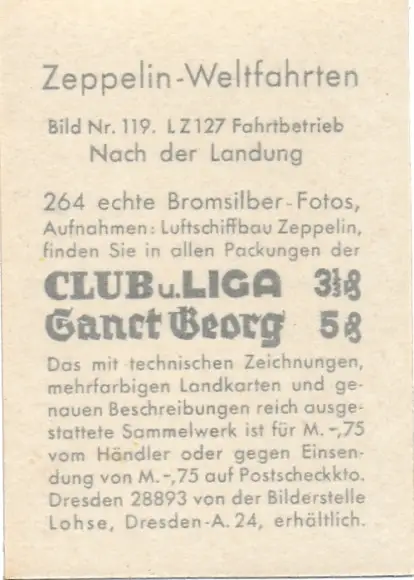 Zeppelin-Weltfahrten
Bild Nr. 119. LZ127 Fahrtbetrieb
Nach der Landung
264 echte Bromsilber-Fotos,
Aufnahmen: Luftschiffbau Zeppelin,
finden Sie in allen Packungen der
CLUB u. LIGA 3⅓ ₰
Sanct Georg 5 ₰
Das mit technischen Zeichnungen,
mehrfarbigen Landkarten und ge-
nauen Beschreibungen reich ausge-
stattete Sammelwerk ist für M. -,75
vom Händler oder gegen Einsen-
dung von M. -,75 auf Postscheckkto.
Dresden 28893 von der Bilderstelle
Lohse, Dresden-A. 24, erhältlich.